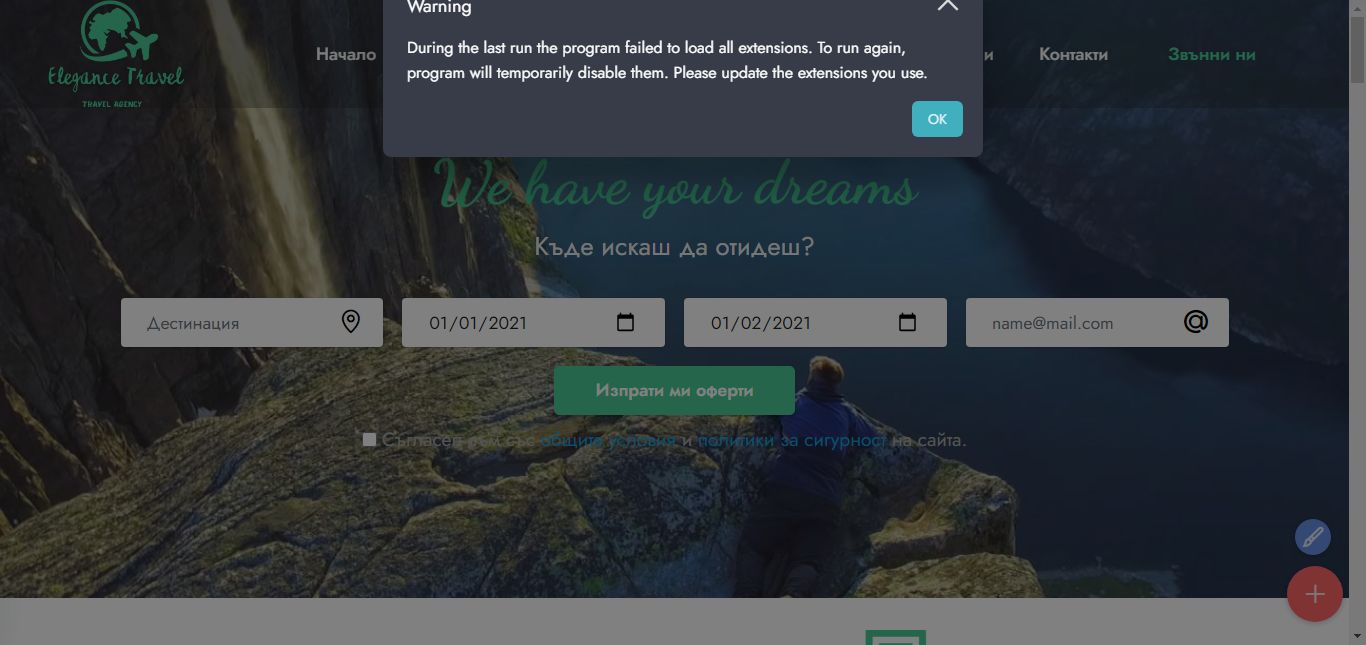 Warning
During the last run the program failed to load all extensions. To run again,
program will temporarily disable them. Please update the extensions you use.
OK
Elegance Travel
TRAVEL AGENCY
Начало
и
Контакти
Звънни ни
We have your dreams
Къде искаш да отидеш?
Дестинация
01/01/2021
01/02/2021
name@mail.com
Изпрати ми оферти
Съгласен съм със общите условия и политики за сигурност на сайта.